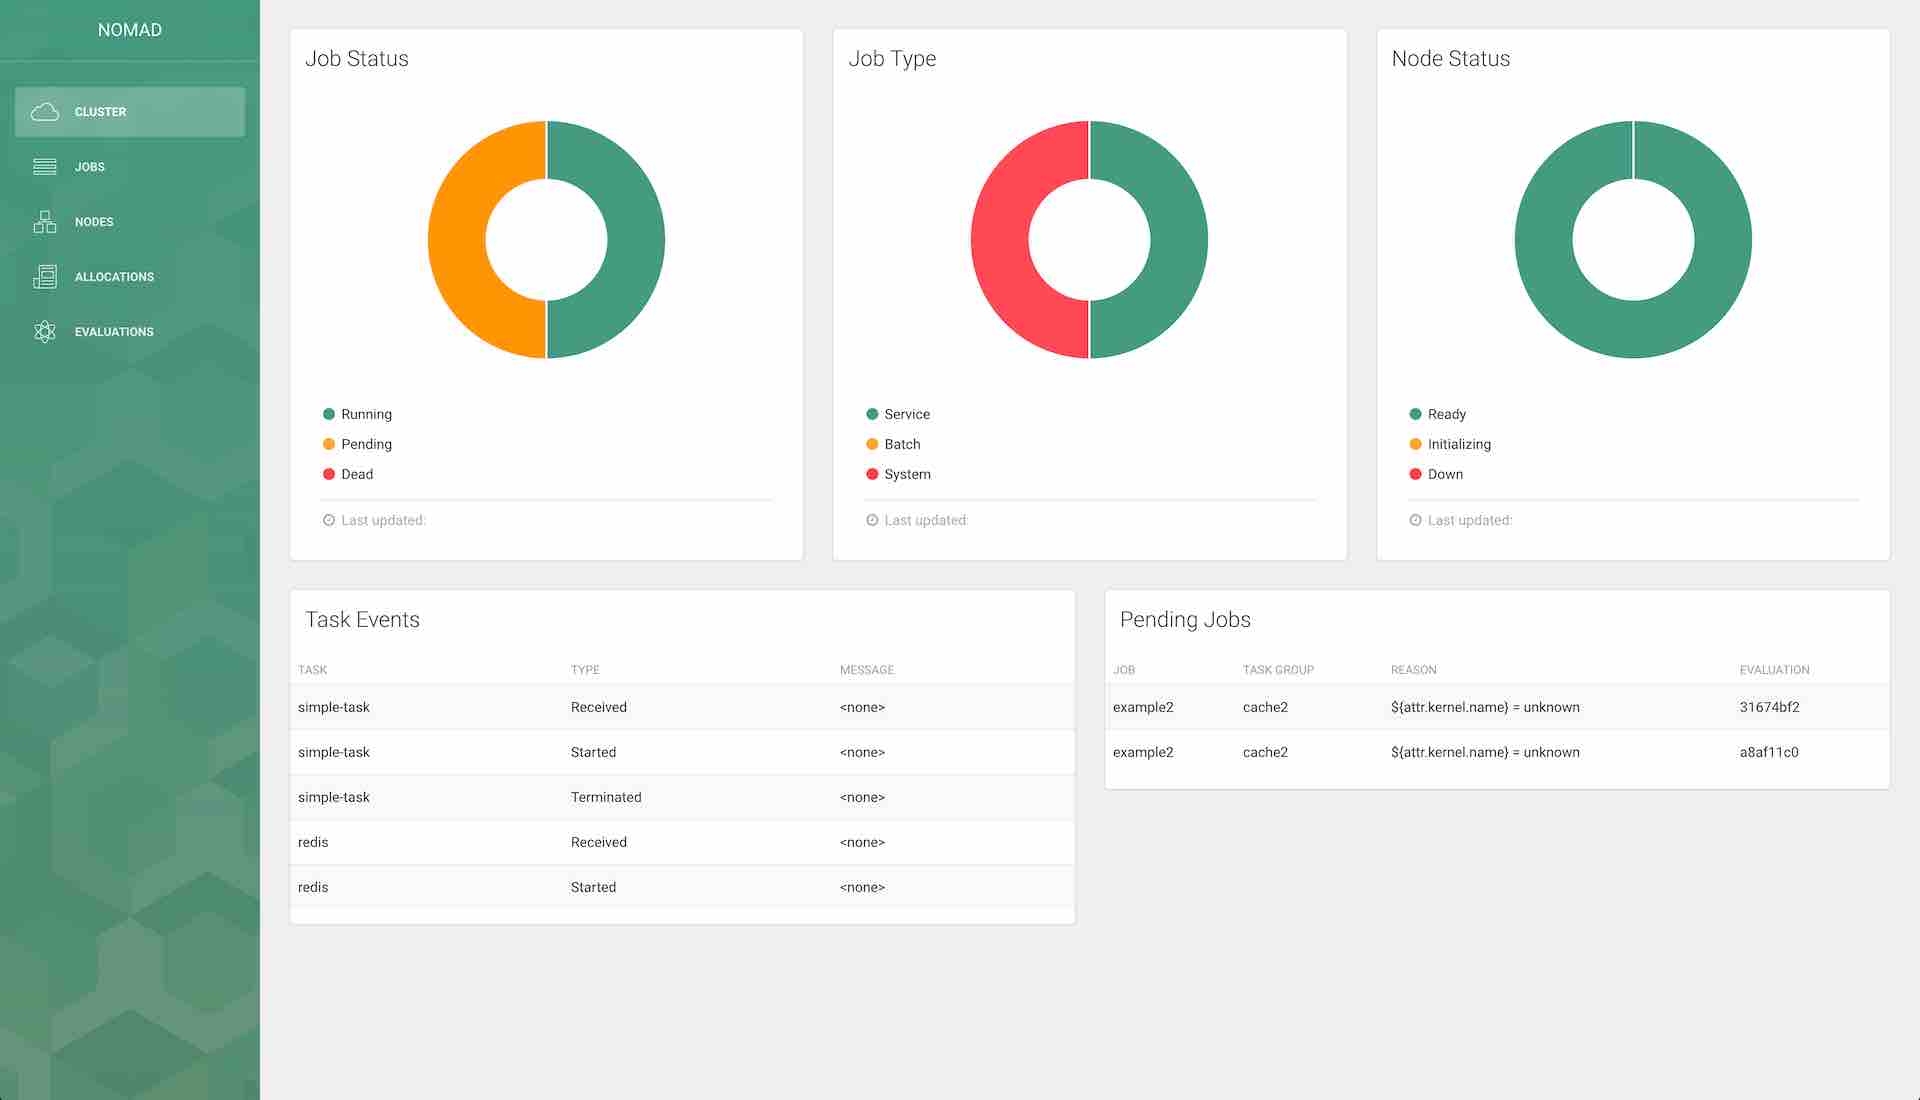 NOMAD
CLUSTER
JOBS
NODES
ALLOCATIONS
EVALUATIONS
Job Status
Running
Pending
Dead
Last updated:
Job Type
Service
Batch
System
Last updated:
Node Status
Ready
Initializing
Down
Last updated:
Task Events
TASK TYPE MESSAGE
simple-task Received <none>
simple-task Started <none>
simple-task Terminated <none>
redis Received <none>
redis Started <none>
Pending Jobs
JOB TASK GROUP REASON EVALUATION
example2 cache2 ${attr.kernel.name} = unknown 31674bf2
example2 cache2 ${attr.kernel.name} = unknown a8af11c0